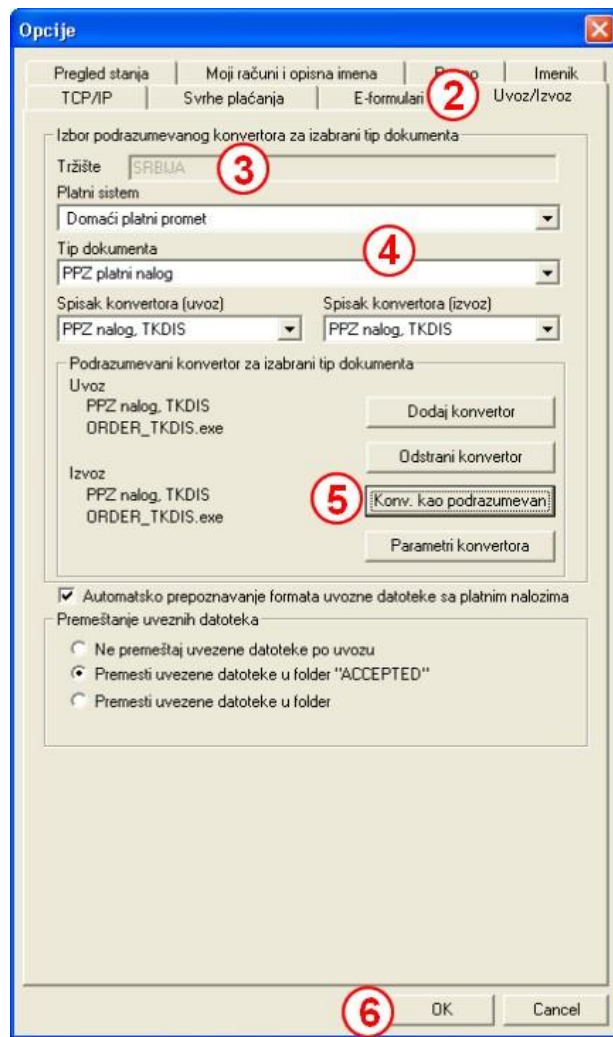 Opcije
Pregled stanja Moji računi i opisna imena Imenik
TCP/IP Svrhe plaćanja E-formulari 2 Uvoz/Izvoz
Izbor podrazumevanog konvertora za izabrani tip dokumenta
Tržište SRBIJA 3
Platni sistem
Domaći platni promet
Tip dokumenta 4
PPZ platni nalog
Spisak konvertora (uvoz) Spisak konvertora (izvoz)
PPZ nalog, TKDIS PPZ nalog, TKDIS
Podrazumevani konvertor za izabrani tip dokumenta
Uvoz
PPZ nalog, TKDIS
ORDER_TKDIS.exe
Dodaj konvertor
Odstrani konvertor
Izvoz
PPZ nalog, TKDIS
ORDER_TKDIS.exe
5 Konv. kao podrazumevan
Parametri konvertora
Automatsko prepoznavanje formata uvozne datoteke sa platnim nalozima
Premeštanje uveznih datoteka
Ne premeštaj uvezene datoteke po uvozu
Premesti uvezene datoteke u folder "ACCEPTED"
Premesti uvezene datoteke u folder
6 OK Cancel